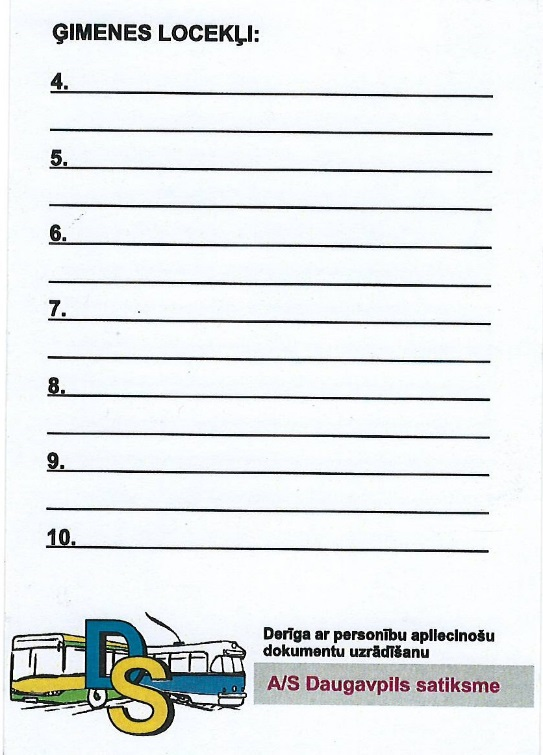 ĢIMENES LOCEKĻI:
4.
5.
6.
7.
8.
9.
10.
DS
Derīga ar personību apliecinošu
dokumentu uzrādīšanu
A/S Daugavpils satiksme